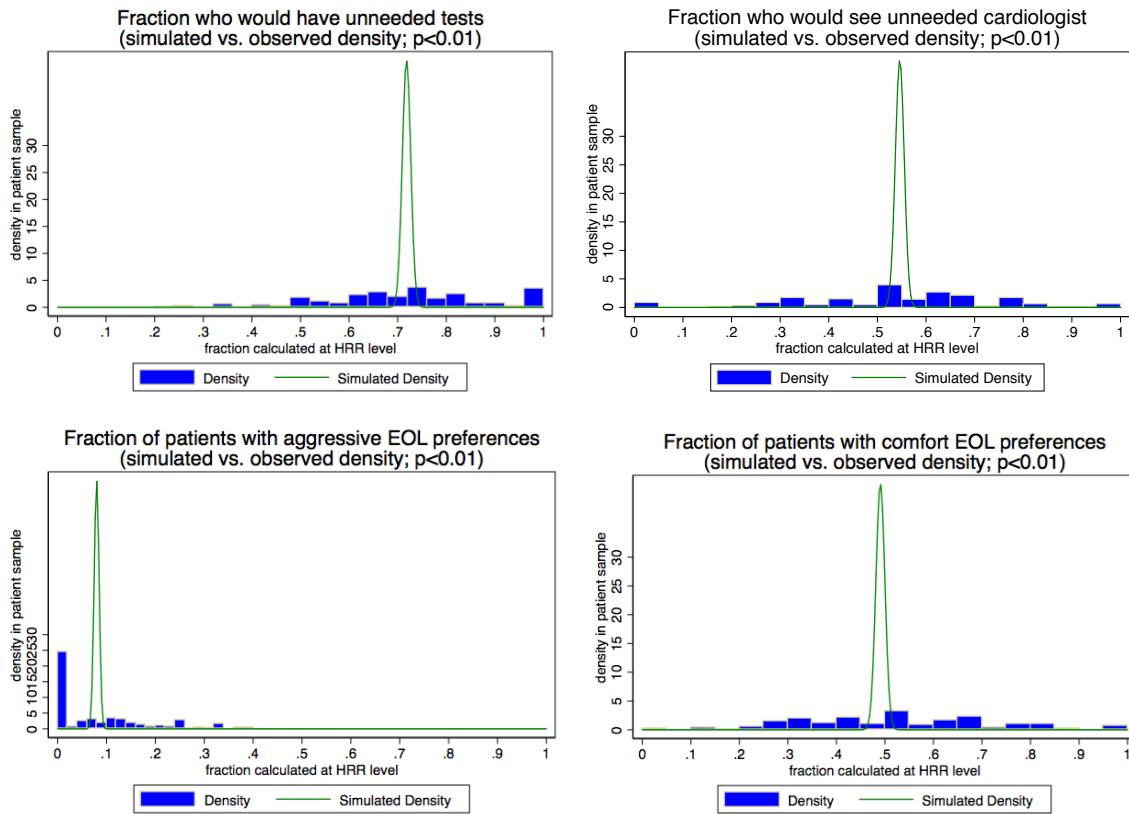 Fraction who would have unneeded tests
(simulated vs. observed density; p<0.01)
density in patient sample
30
25
20
15
10
5
0
0 .1 .2 .3 .4 .5 .6 .7 .8 .9 1
fraction calculated at HRR level
Density Simulated Density
Fraction who would see unneeded cardiologist
(simulated vs. observed density; p<0.01)
density in patient sample
30
25
20
15
10
5
0
0 .1 .2 .3 .4 .5 .6 .7 .8 .9 1
fraction calculated at HRR level
Density Simulated Density
Fraction of patients with aggressive EOL preferences
(simulated vs. observed density; p<0.01)
density in patient sample
30
25
20
15
10
5
0
0 .1 .2 .3 .4 .5 .6 .7 .8 .9 1
fraction calculated at HRR level
Density Simulated Density
Fraction of patients with comfort EOL preferences
(simulated vs. observed density; p<0.01)
density in patient sample
30
25
20
15
10
5
0
0 .1 .2 .3 .4 .5 .6 .7 .8 .9 1
fraction calculated at HRR level
Density Simulated Density